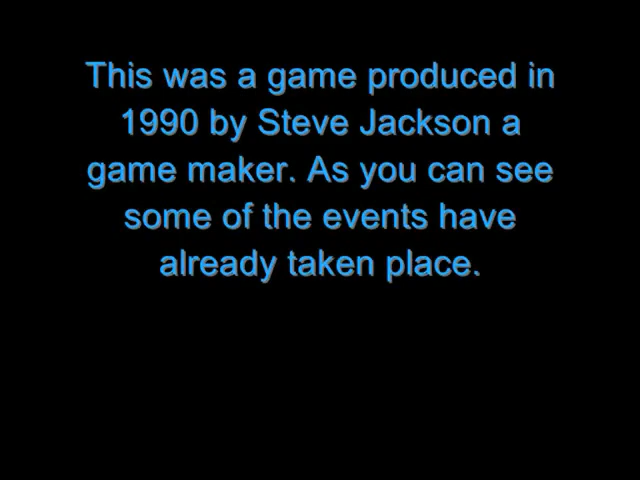 This was a game produced in
1990 by Steve Jackson a
game maker. As you can see
some of the events have
already taken place.